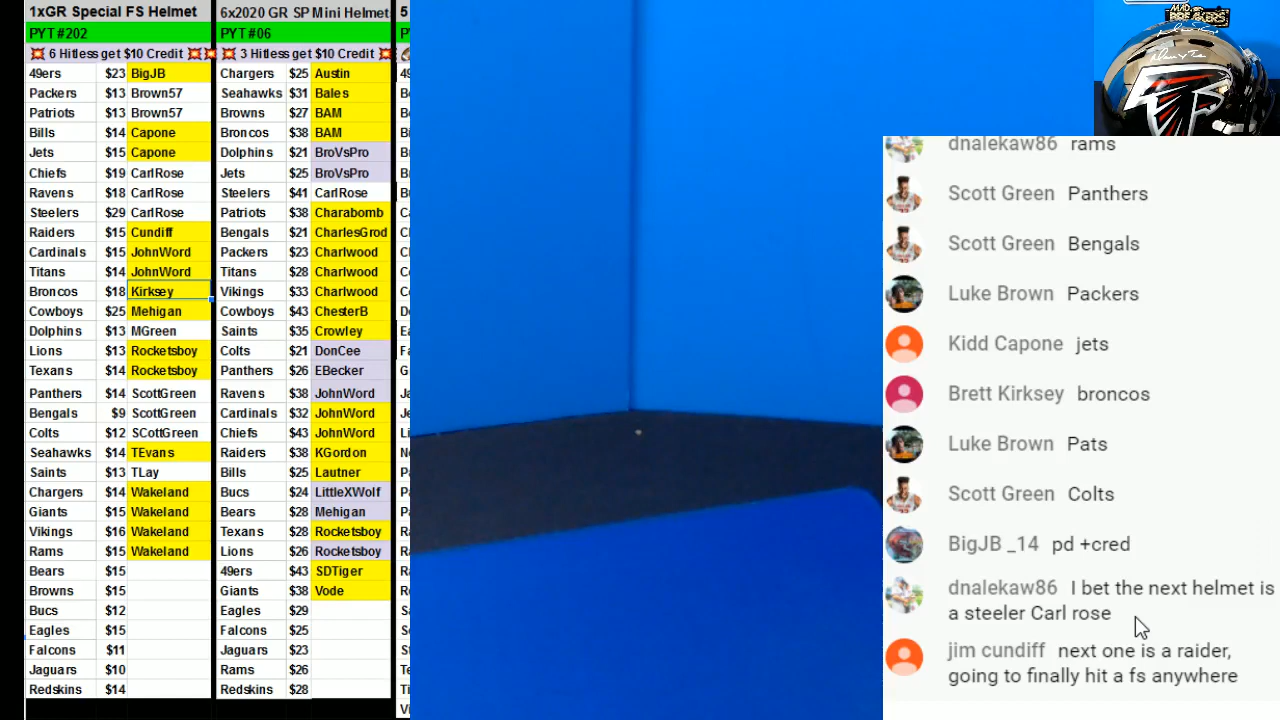 1xGR Special FS Helmet
PYT #202
6 Hitless get $10 Credit
49ers $23 BigJB
Packers $13 Brown57
Patriots $13 Brown57
Bills $14 Capone
Jets $15 Capone
Chiefs $19 CarlRose
Ravens $18 CarlRose
Steelers $29 CarlRose
Raiders $15 Cundiff
Cardinals $15 JohnWord
Titans $14 JohnWord
Broncos $18 Kirksey
Cowboys $25 Mehigan
Dolphins $13 MGreen
Lions $13 Rocketsboy
Texans $14 Rocketsboy
Panthers $14 ScottGreen
Bengals $9 ScottGreen
Colts $12 SCottGreen
Seahawks $14 TEvans
Saints $13 TLay
Chargers $14 Wakeland
Giants $15 Wakeland
Vikings $16 Wakeland
Rams $15 Wakeland
Bears $15
Browns $15
Bucs $12
Eagles $15
Falcons $11
Jaguars $10
Redskins $14
6x2020 GR SP Mini Helmet
PYT #06
3 Hitless get $10 Credit
Chargers $25 Austin
Seahawks $31 Bales
Browns $27 BAM
Broncos $38 BAM
Dolphins $21 BroVsPro
Jets $25 BroVsPro
Steelers $41 CarlRose
Patriots $38 Charabomb
Bengals $21 CharlesGrod
Packers $23 Charlwood
Titans $28 Charlwood
Vikings $33 Charlwood
Cowboys $43 ChesterB
Saints $35 Crowley
Colts $21 DonCee
Panthers $26 EBecker
Ravens $38 JohnWord
Cardinals $32 JohnWord
Chiefs $43 JohnWord
Raiders $38 KGordon
Bills $25 Lautner
Bucs $24 LittleXWolf
Bears $28 Mehigan
Texans $28 Rocketsboy
Lions $26 Rocketsboy
49ers $43 SDTiger
Giants $38 Vode
Eagles $29
Falcons $25
Jaguars $23
Rams $26
Redskins $28
5
MAD
BREAKERS
dnalekaw86 rams
Scott Green Panthers
Scott Green Bengals
Luke Brown Packers
Kidd Capone jets
Brett Kirksey broncos
Luke Brown Pats
Scott Green Colts
BigJB _14 pd +cred
dnalekaw86 I bet the next helmet is
a steeler Carl rose
jim cundiff next one is a raider,
going to finally hit a fs anywhere